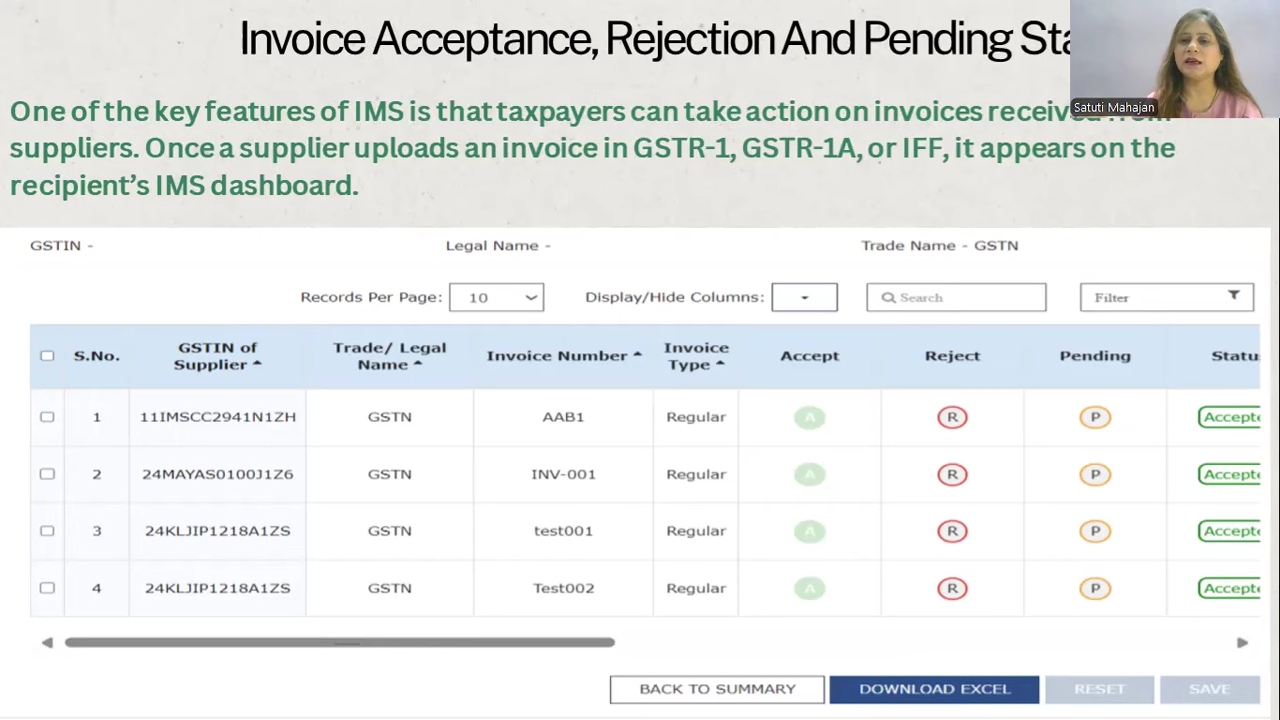 Invoice Acceptance, Rejection And Pending Sta
Satuti Mahajan
One of the key features of IMS is that taxpayers can take action on invoices received from
suppliers. Once a supplier uploads an invoice in GSTR-1, GSTR-1A, or IFF, it appears on the
recipient's IMS dashboard.
GSTIN - Legal Name - Trade Name - GSTN
Records Per Page: 10 Display/Hide Columns: Search Filter
S.No. GSTIN of Supplier Trade/ Legal Name Invoice Number Invoice Type Accept Reject Pending Statu
1 11IMSCC2941N1ZH GSTN AAB1 Regular A R P Accepte
2 24MAYAS0100J1Z6 GSTN INV-001 Regular A R P Accepte
3 24KLJIP1218A1ZS GSTN test001 Regular A R P Accepte
4 24KLJIP1218A1ZS GSTN Test002 Regular A R P Accepte
BACK TO SUMMARY DOWNLOAD EXCEL RESET SAVE